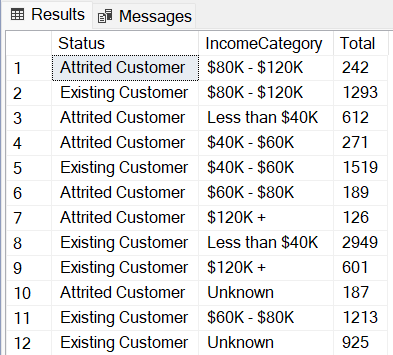 Results Messages
Status IncomeCategory Total
1 Attrited Customer $80K - $120K 242
2 Existing Customer $80K - $120K 1293
3 Attrited Customer Less than $40K 612
4 Attrited Customer $40K - $60K 271
5 Existing Customer $40K - $60K 1519
6 Attrited Customer $60K - $80K 189
7 Attrited Customer $120K + 126
8 Existing Customer Less than $40K 2949
9 Existing Customer $120K + 601
10 Attrited Customer Unknown 187
11 Existing Customer $60K - $80K 1213
12 Existing Customer Unknown 925